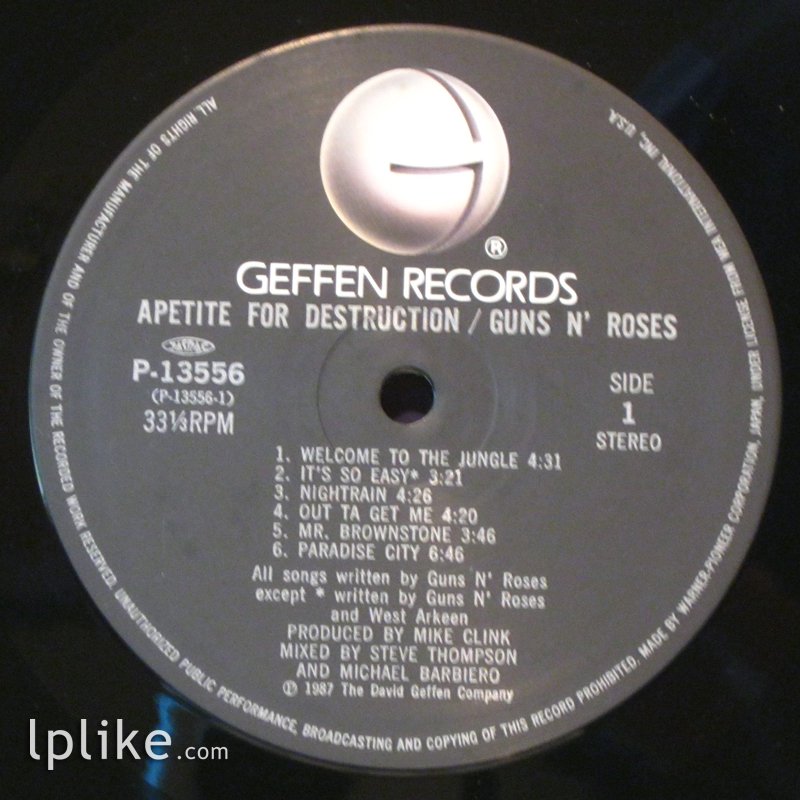 ®
GEFFEN RECORDS
APETITE FOR DESTRUCTION / GUNS N' ROSES
P-13556
(P-13556-1)
33⅓RPM
SIDE
1
STEREO
1. WELCOME TO THE JUNGLE 4:31
2. IT'S SO EASY* 3:21
3. NIGHTRAIN 4:26
4. OUT TA GET ME 4:20
5. MR. BROWNSTONE 3:46
6. PARADISE CITY 6:46
All songs written by Guns N' Roses
except * written by Guns N' Roses
and West Arkeen
PRODUCED BY MIKE CLINK
MIXED BY STEVE THOMPSON
AND MICHAEL BARBIERO
℗ 1987 The David Geffen Company
ALL RIGHTS OF THE MANUFACTURER AND OF THE OWNER OF THE RECORDED WORK RESERVED. UNAUTHORIZED PUBLIC PERFORMANCE, BROADCASTING AND COPYING OF THIS RECORD PROHIBITED. MADE BY WARNER-PIONEER CORPORATION, JAPAN, UNDER LICENSE FROM WEA INTERNATIONAL, INC., U.S.A.
lplike.com